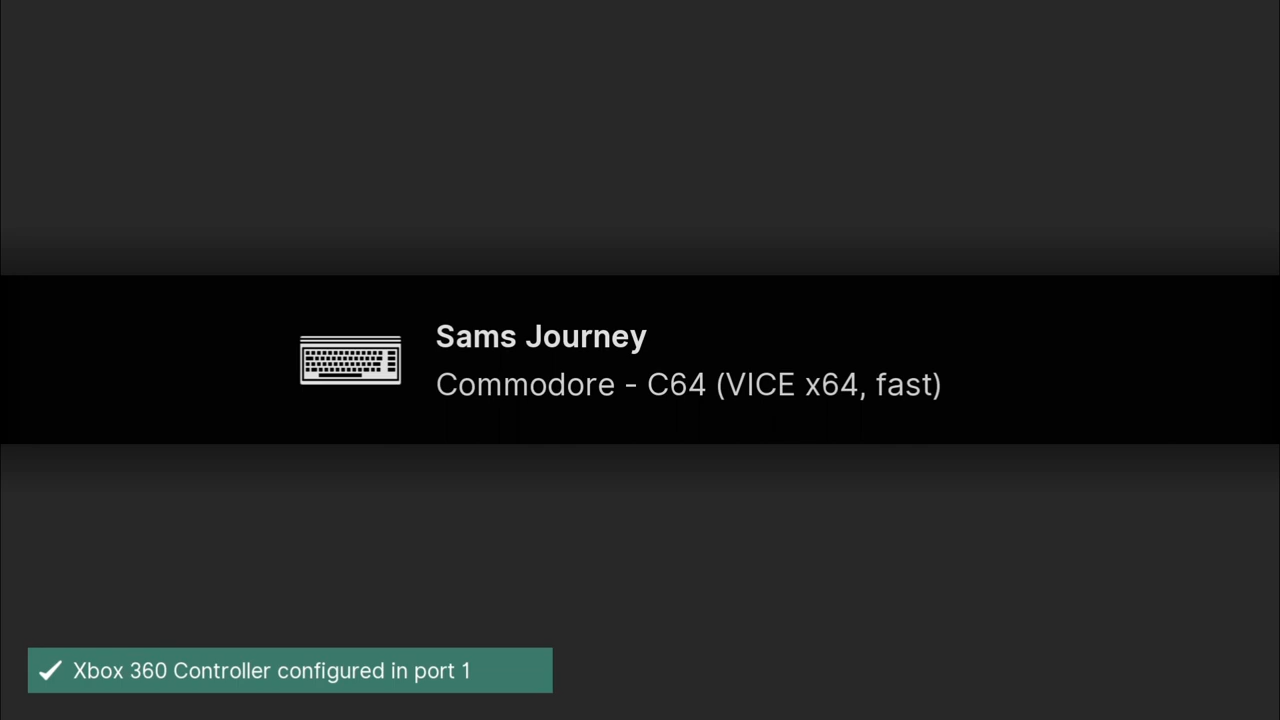 Sams Journey
Commodore - C64 (VICE x64, fast)
Xbox 360 Controller configured in port 1